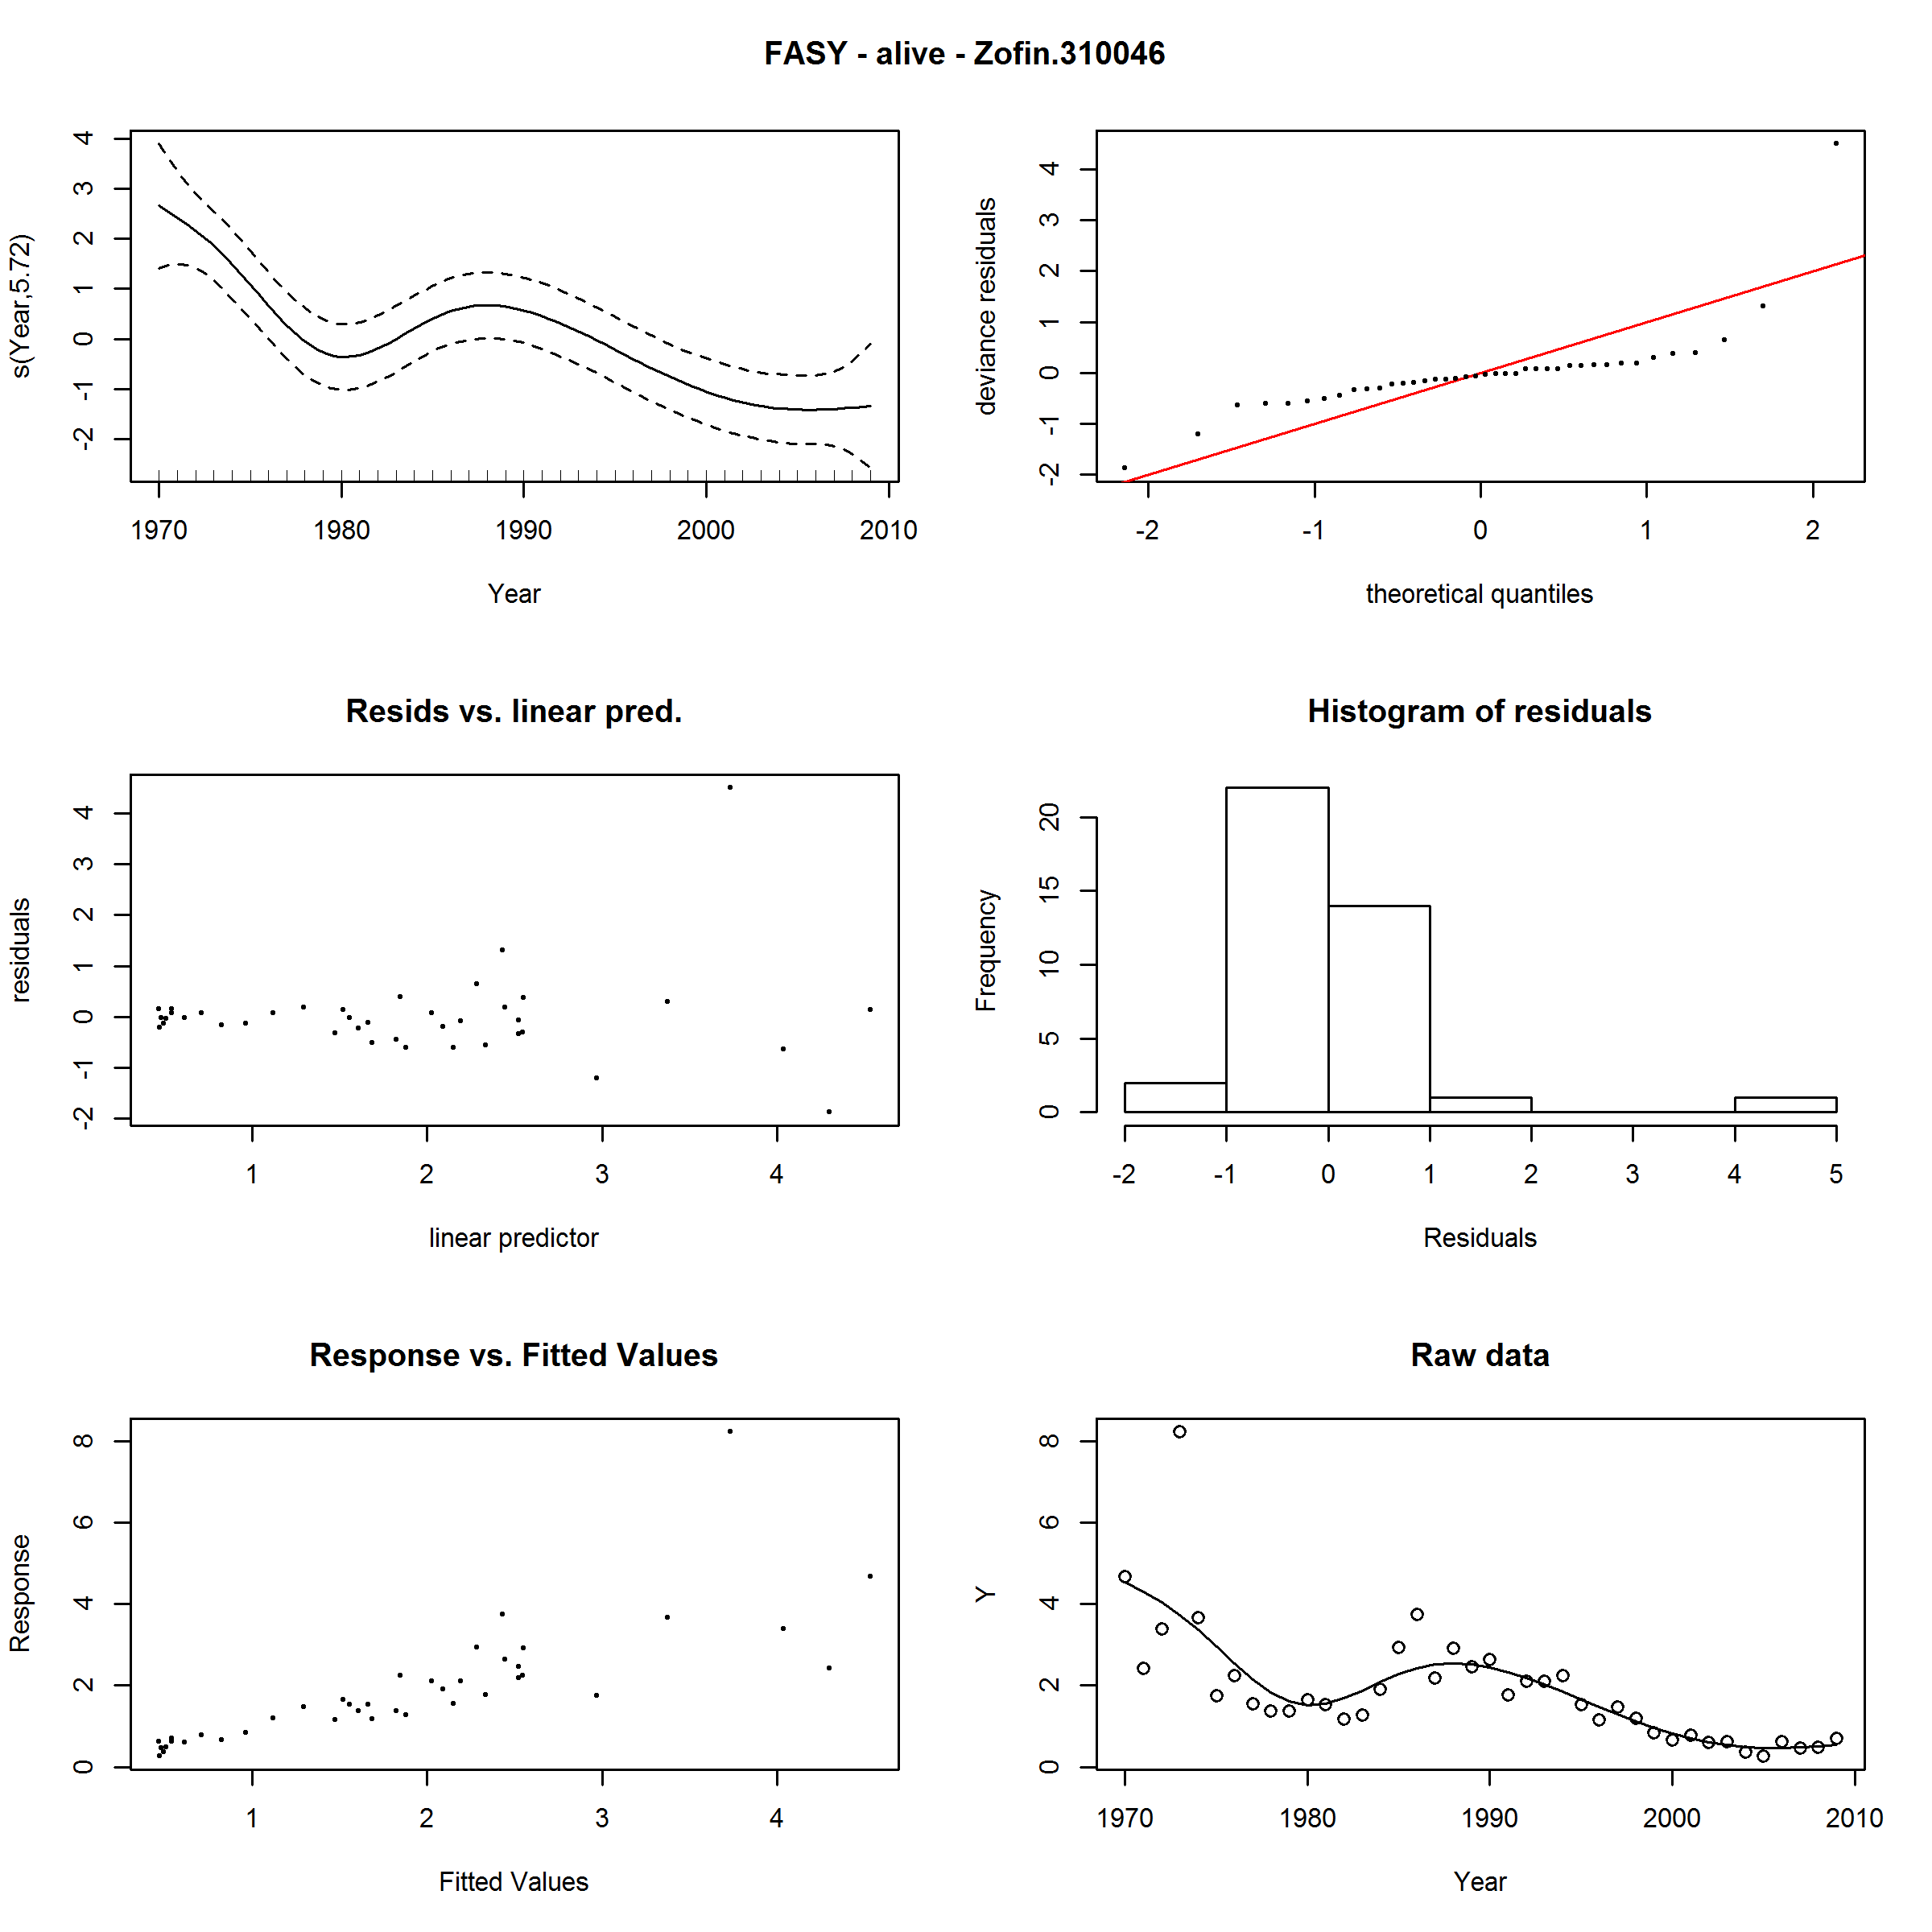 FASY - alive - Zofin.310046
s(Year,5.72)
4
3
2
1
0
-1
-2
1970 1980 1990 2000 2010
Year
deviance residuals
4
3
2
1
0
-1
-2
-2 -1 0 1 2
theoretical quantiles
Resids vs. linear pred.
residuals
4
3
2
1
0
-1
-2
1 2 3 4
linear predictor
Histogram of residuals
Frequency
20
15
10
5
0
-2 -1 0 1 2 3 4 5
Residuals
Response vs. Fitted Values
Response
8
6
4
2
0
1 2 3 4
Fitted Values
Raw data
Y
8
6
4
2
0
1970 1980 1990 2000 2010
Year